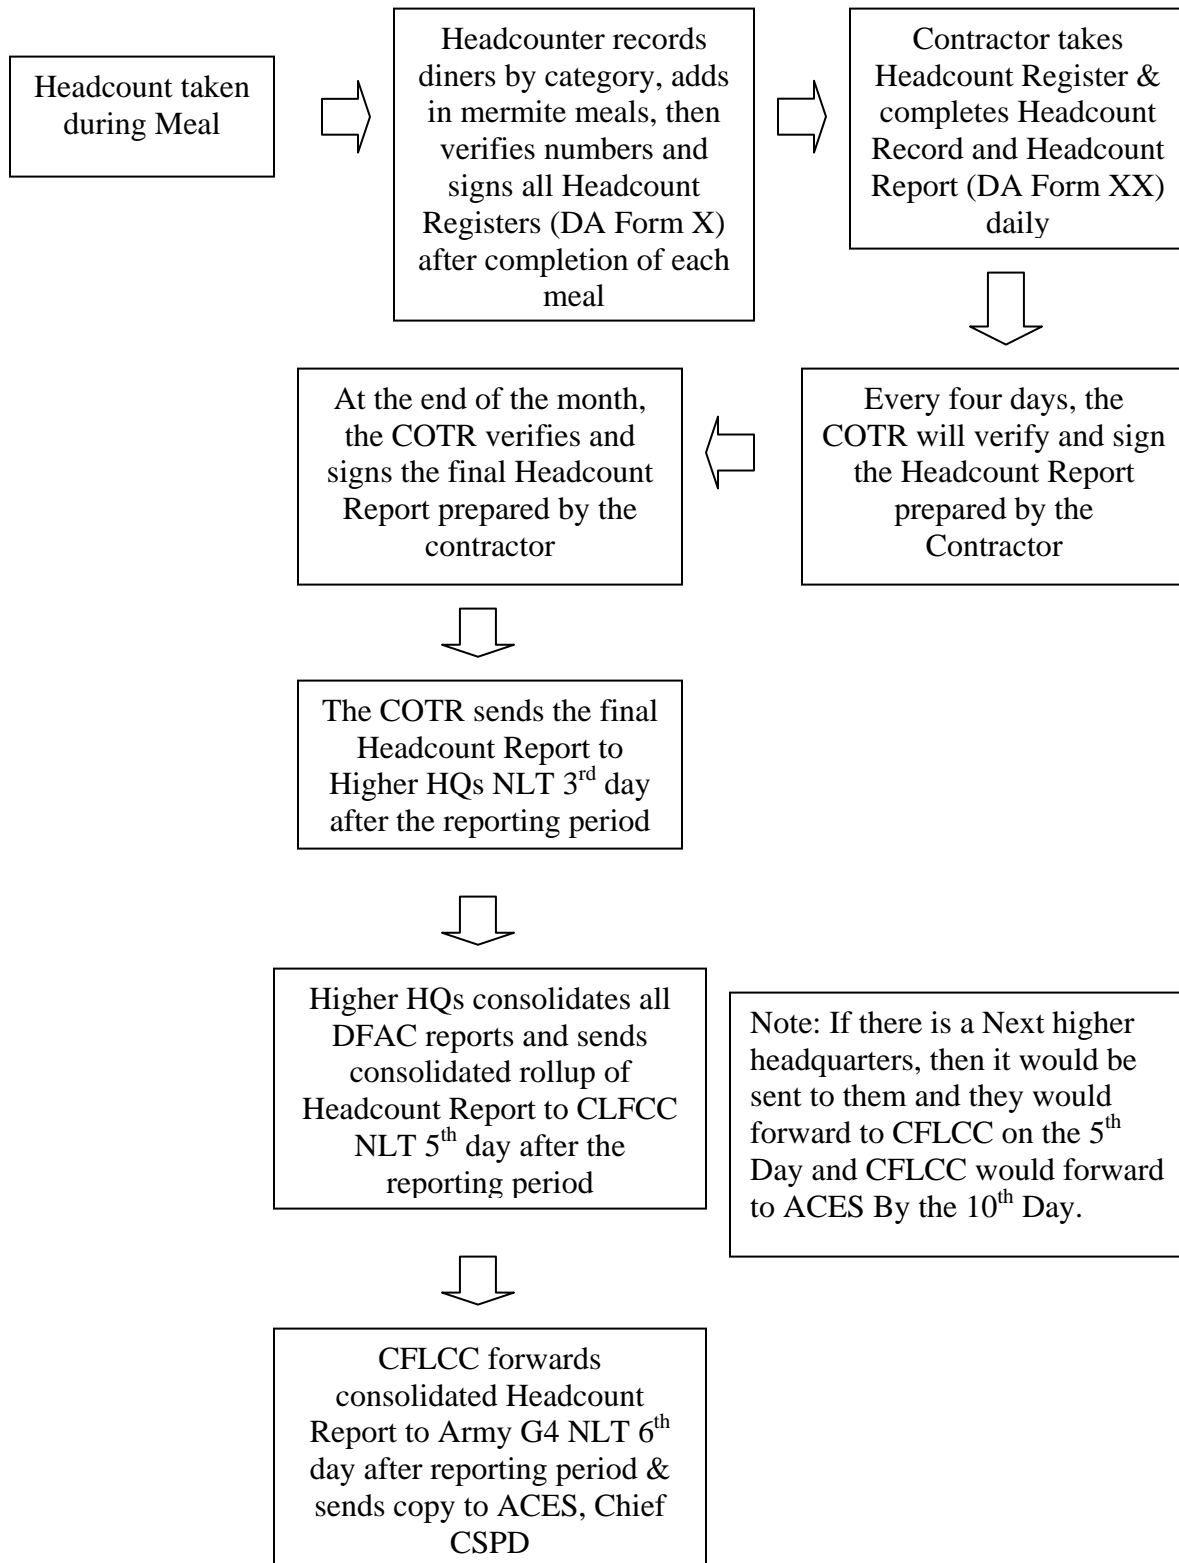 Headcount taken
during Meal
Headcounter records
diners by category, adds
in mermite meals, then
verifies numbers and
signs all Headcount
Registers (DA Form X)
after completion of each
meal
Contractor takes
Headcount Register &
completes Headcount
Record and Headcount
Report (DA Form XX)
daily
Every four days, the
COTR will verify and sign
the Headcount Report
prepared by the
Contractor
At the end of the month,
the COTR verifies and
signs the final Headcount
Report prepared by the
contractor
The COTR sends the final
Headcount Report to
Higher HQs NLT 3rd day
after the reporting period
Higher HQs consolidates all
DFAC reports and sends
consolidated rollup of
Headcount Report to CLFCC
NLT 5th day after the
reporting period
Note: If there is a Next higher
headquarters, then it would be
sent to them and they would
forward to CFLCC on the 5th
Day and CFLCC would forward
to ACES By the 10th Day.
CFLCC forwards
consolidated Headcount
Report to Army G4 NLT 6th
day after reporting period &
sends copy to ACES, Chief
CSPD